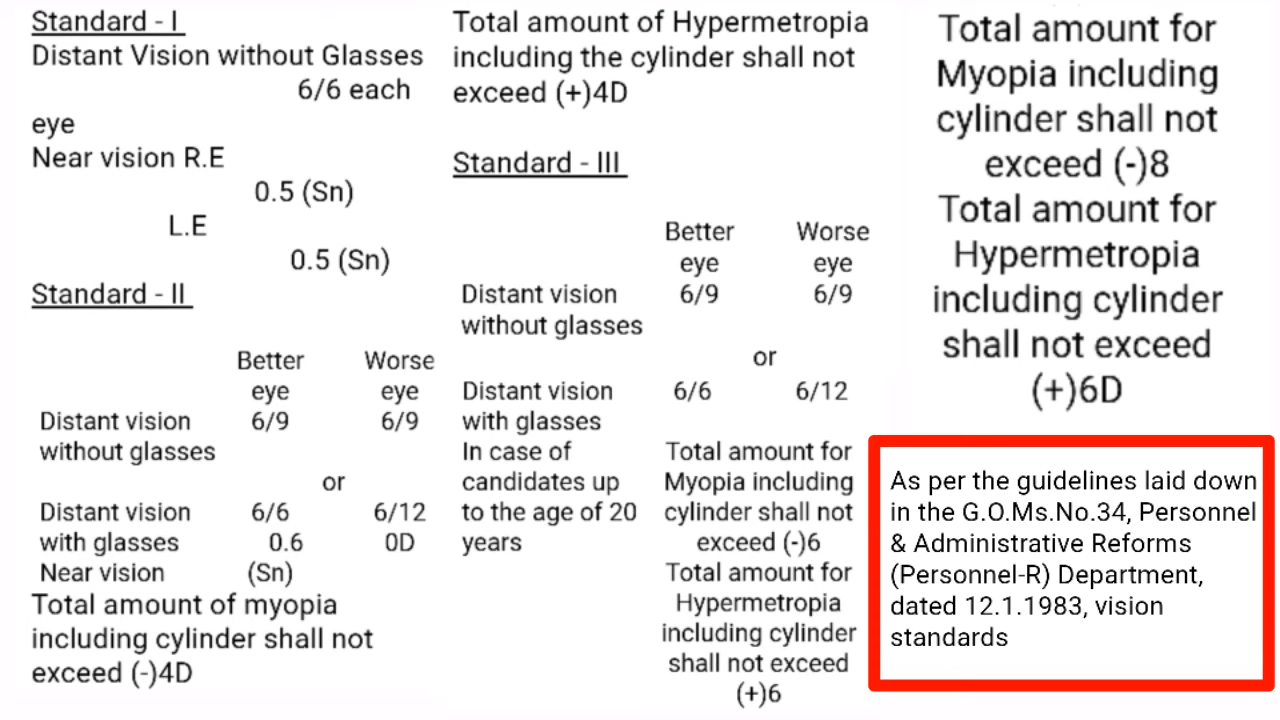 Standard - I
Distant Vision without Glasses
6/6 each
eye
Near vision R.E
0.5 (Sn)
L.E
0.5 (Sn)
Standard - II
Better Worse
eye eye
Distant vision 6/9 6/9
without glasses
or
Distant vision 6/6 6/12
with glasses 0.6 0D
Near vision (Sn)
Total amount of myopia
including cylinder shall not
exceed (-)4D
Total amount of Hypermetropia
including the cylinder shall not
exceed (+)4D
Standard - III
Better Worse
eye eye
Distant vision 6/9 6/9
without glasses
or
Distant vision 6/6 6/12
with glasses
In case of Total amount for
candidates up Myopia including
to the age of 20 cylinder shall not
years exceed (-)6
Total amount for
Hypermetropia
including cylinder
shall not exceed
(+)6
Total amount for
Myopia including
cylinder shall not
exceed (-)8
Total amount for
Hypermetropia
including cylinder
shall not exceed
(+)6D
As per the guidelines laid down
in the G.O.Ms.No.34, Personnel
& Administrative Reforms
(Personnel-R) Department,
dated 12.1.1983, vision
standards